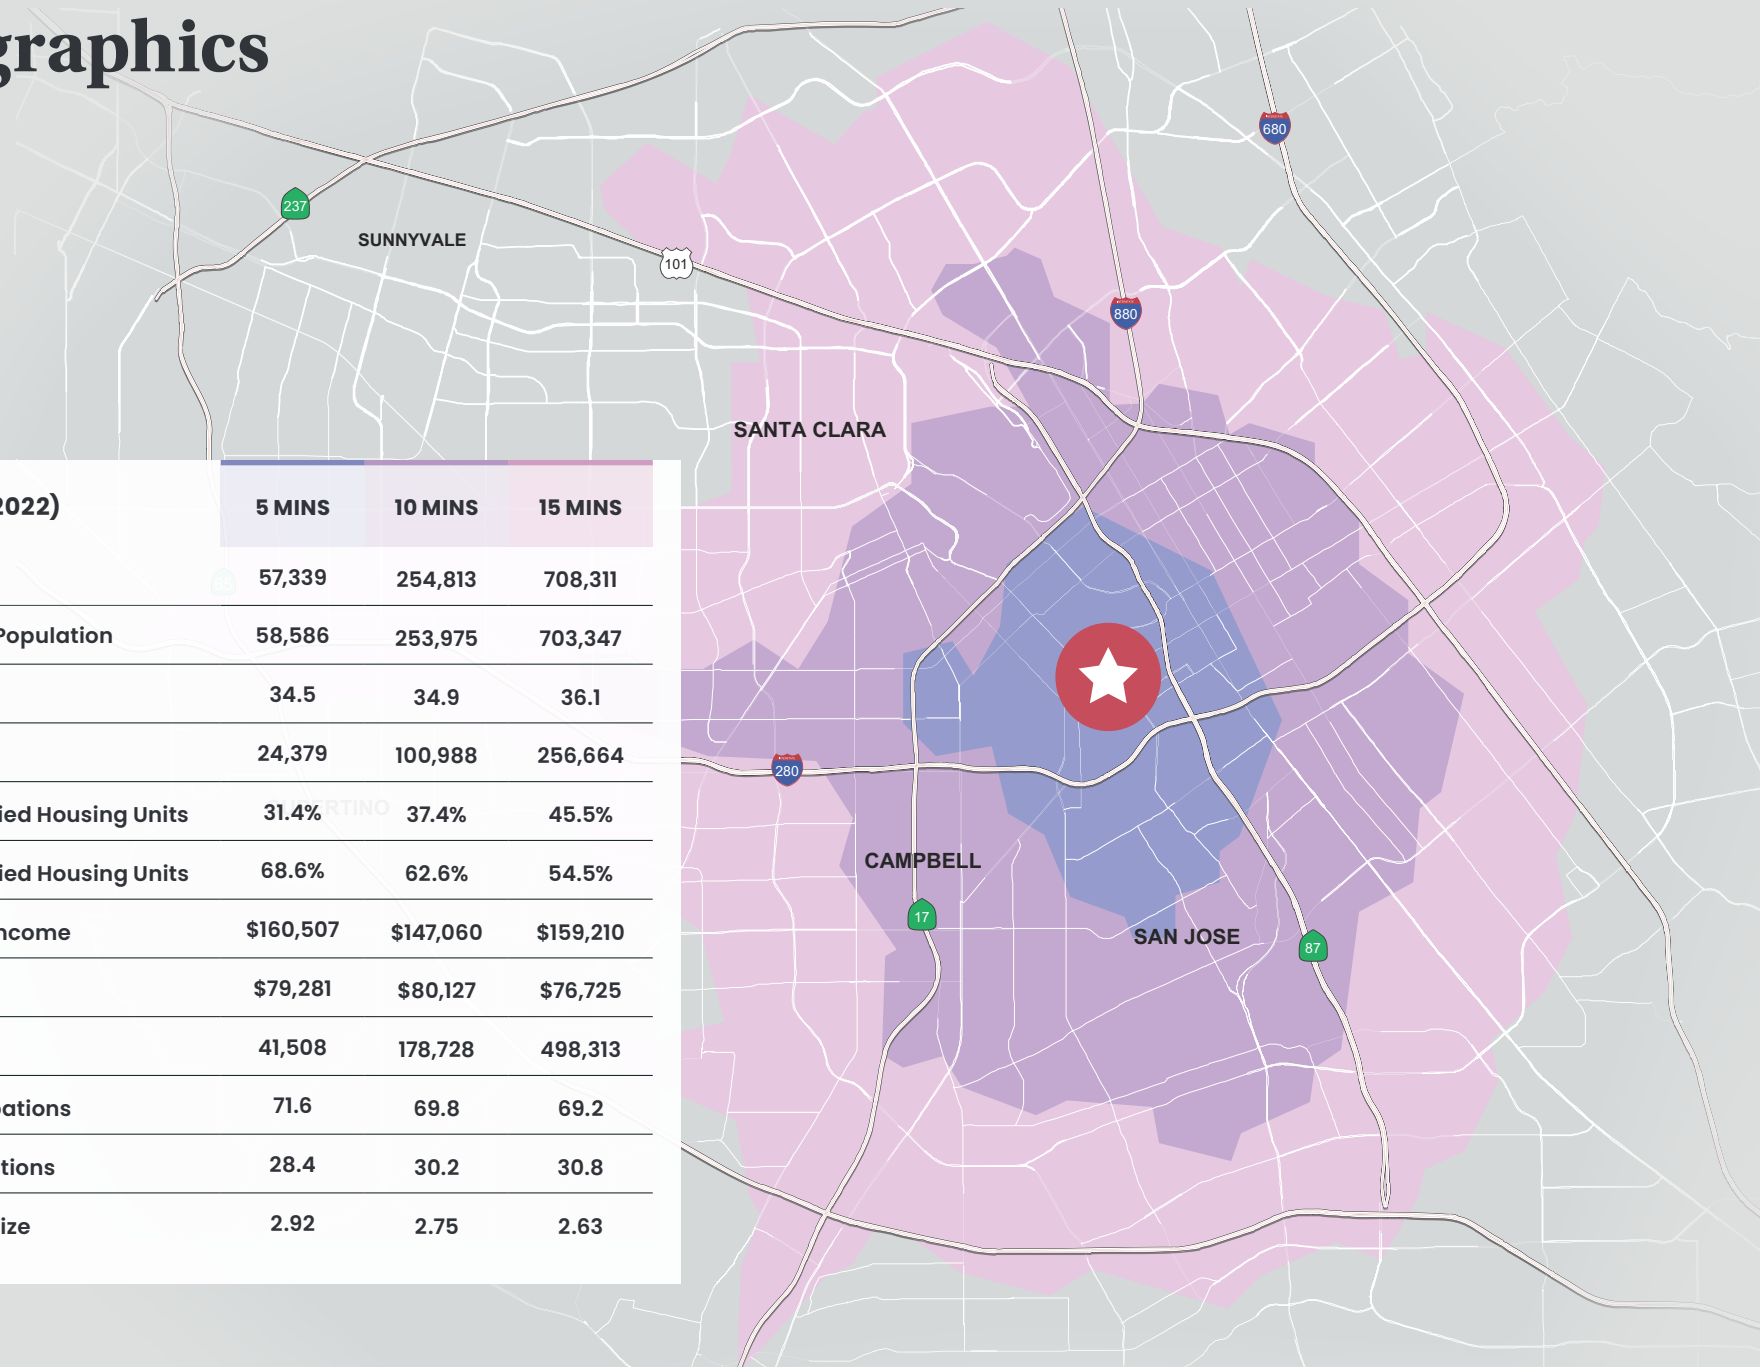 graphics
680
237
SUNNYVALE
101
880
SANTA CLARA
2022) 5 MINS 10 MINS 15 MINS
57,339 254,813 708,311
85
Population 58,586 253,975 703,347
34.5 34.9 36.1
24,379 100,988 256,664
280
CUPERTINO
ied Housing Units 31.4% 37.4% 45.5%
CAMPBELL
ied Housing Units 68.6% 62.6% 54.5%
17
SAN JOSE
87
ncome $160,507 $147,060 $159,210
$79,281 $80,127 $76,725
41,508 178,728 498,313
pations 71.6 69.8 69.2
tions 28.4 30.2 30.8
ize 2.92 2.75 2.63